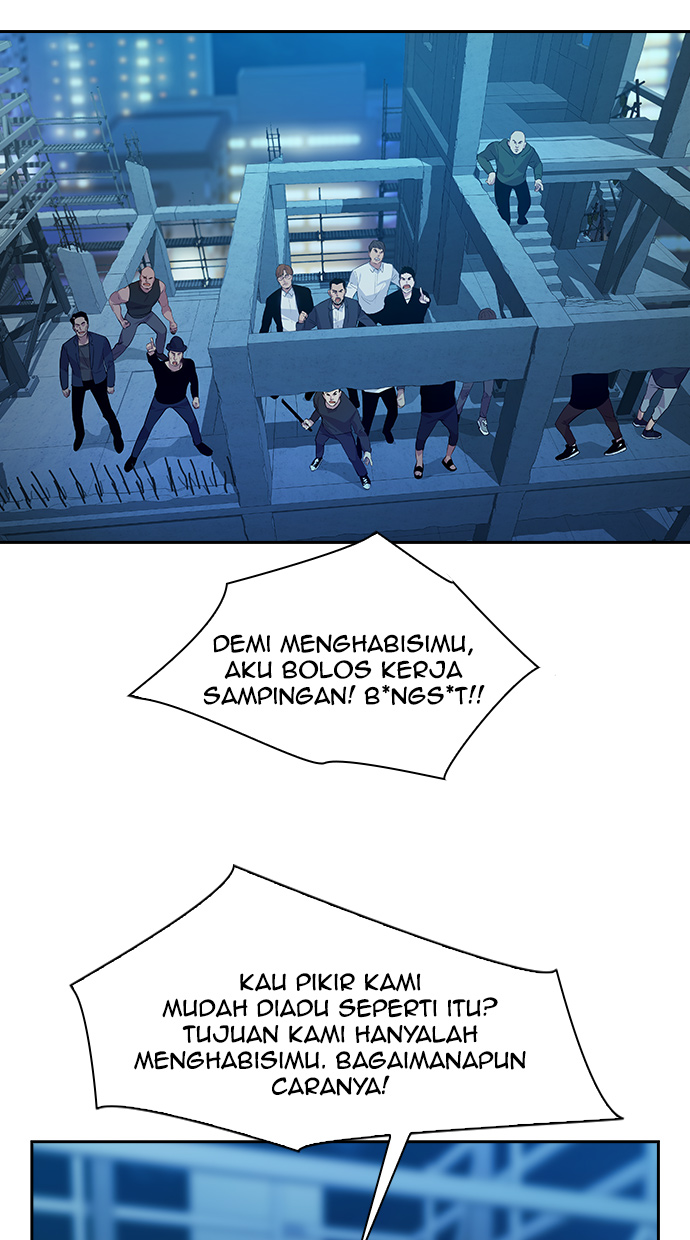 DEMI MENGHABISIMU,
AKU BOLOS KERJA
SAMPINGAN! B*NGS*T!!
KAU PIKIR KAMI
MUDAH DIADU SEPERTI ITU?
TUJUAN KAMI HANYALAH
MENGHABISIMU. BAGAIMANAPUN
CARANYA!